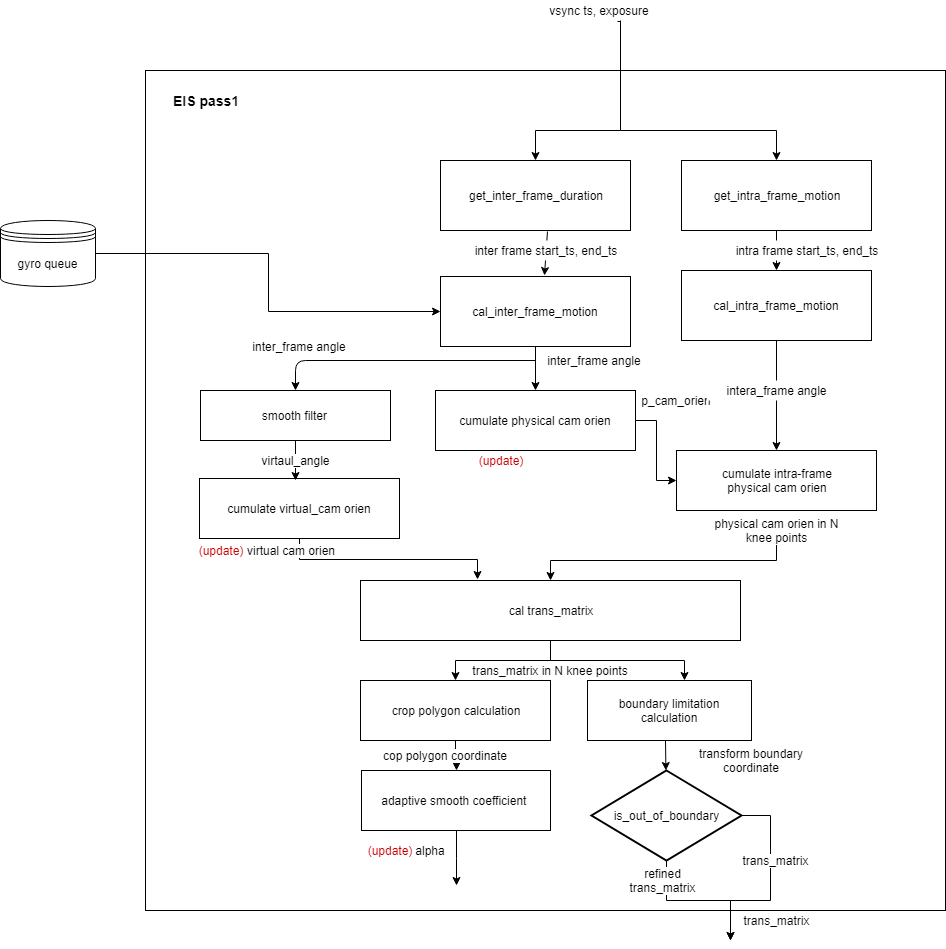 vsync ts, exposure
EIS pass1
get_inter_frame_duration
get_intra_frame_motion
inter frame start_ts, end_ts
intra frame start_ts, end_ts
gyro queue
cal_inter_frame_motion
cal_intra_frame_motion
inter_frame angle
inter_frame angle
intera_frame angle
p_cam_orien
smooth filter
cumulate physical cam orien
virtaul_angle
(update)
cumulate intra-frame
physical cam orien
cumulate virtual_cam orien
physical cam orien in N
knee points
(update) virtual cam orien
cal trans_matrix
trans_matrix in N knee points
crop polygon calculation
boundary limitation
calculation
cop polygon coordinate
transform boundary
coordinate
adaptive smooth coefficient
is_out_of_boundary
(update) alpha
trans_matrix
refined
trans_matrix
trans_matrix